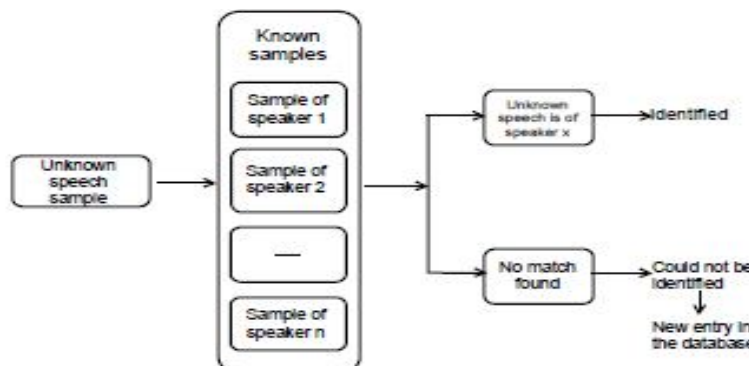 Known
samples
Sample of
speaker 1
Unknown
speech
sample
Sample of
speaker 2
—
Sample of
speaker n
Unknown
speech is of
speaker x
Identified
No match
found
Could not be
identified
New entry in
the database